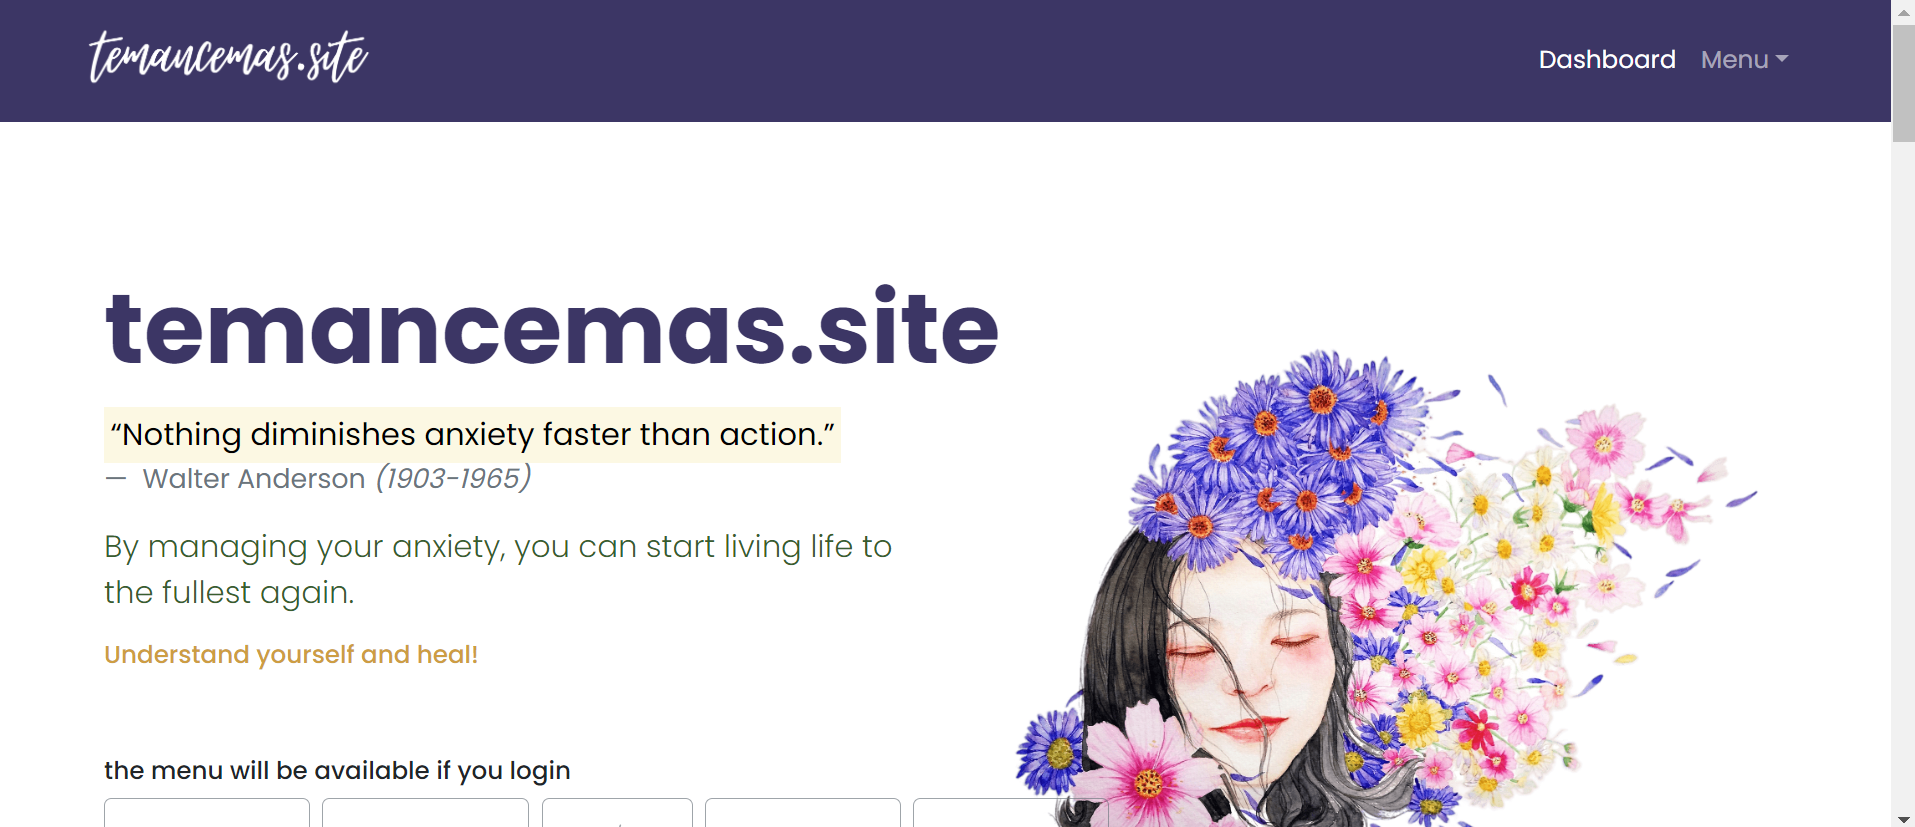 temancemas.site
Dashboard Menu
temancemas.site
“Nothing diminishes anxiety faster than action.”
— Walter Anderson (1903-1965)
By managing your anxiety, you can start living life to
the fullest again.
Understand yourself and heal!
the menu will be available if you login